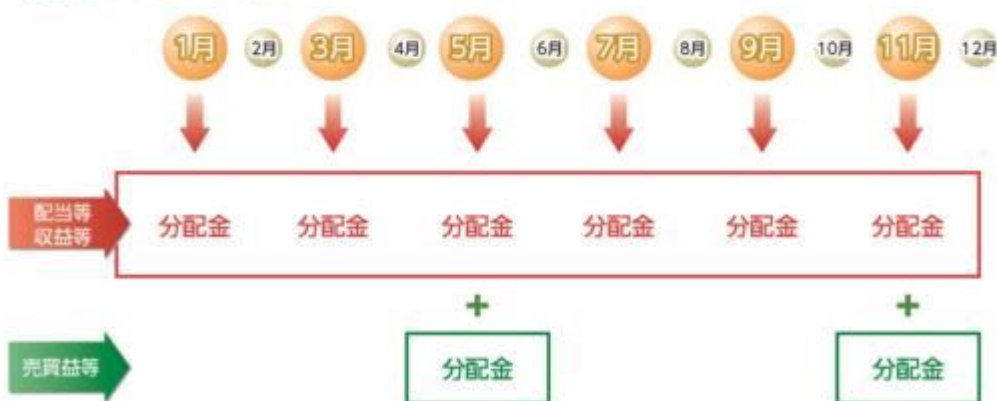 1月 2月 3月 4月 5月 6月 7月 8月 9月 10月 11月 12月
配当等
収益等
分配金 分配金 分配金 分配金 分配金 分配金
+ +
売買益等
分配金 分配金